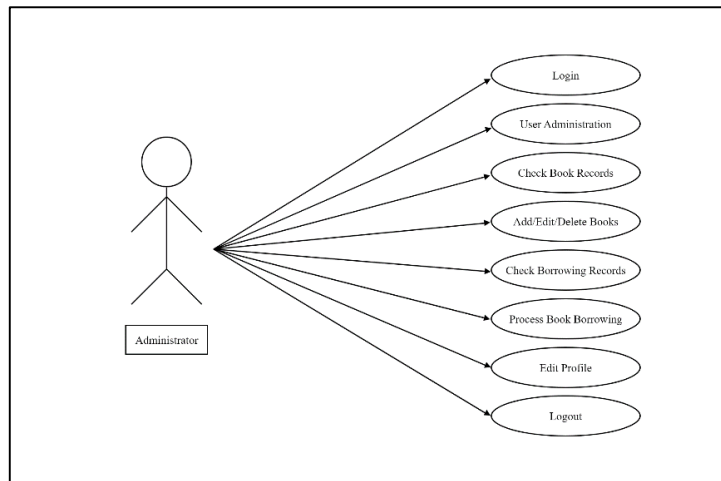 Login
User Administration
Check Book Records
Add/Edit/Delete Books
Check Borrowing Records
Process Book Borrowing
Administrator
Edit Profile
Logout